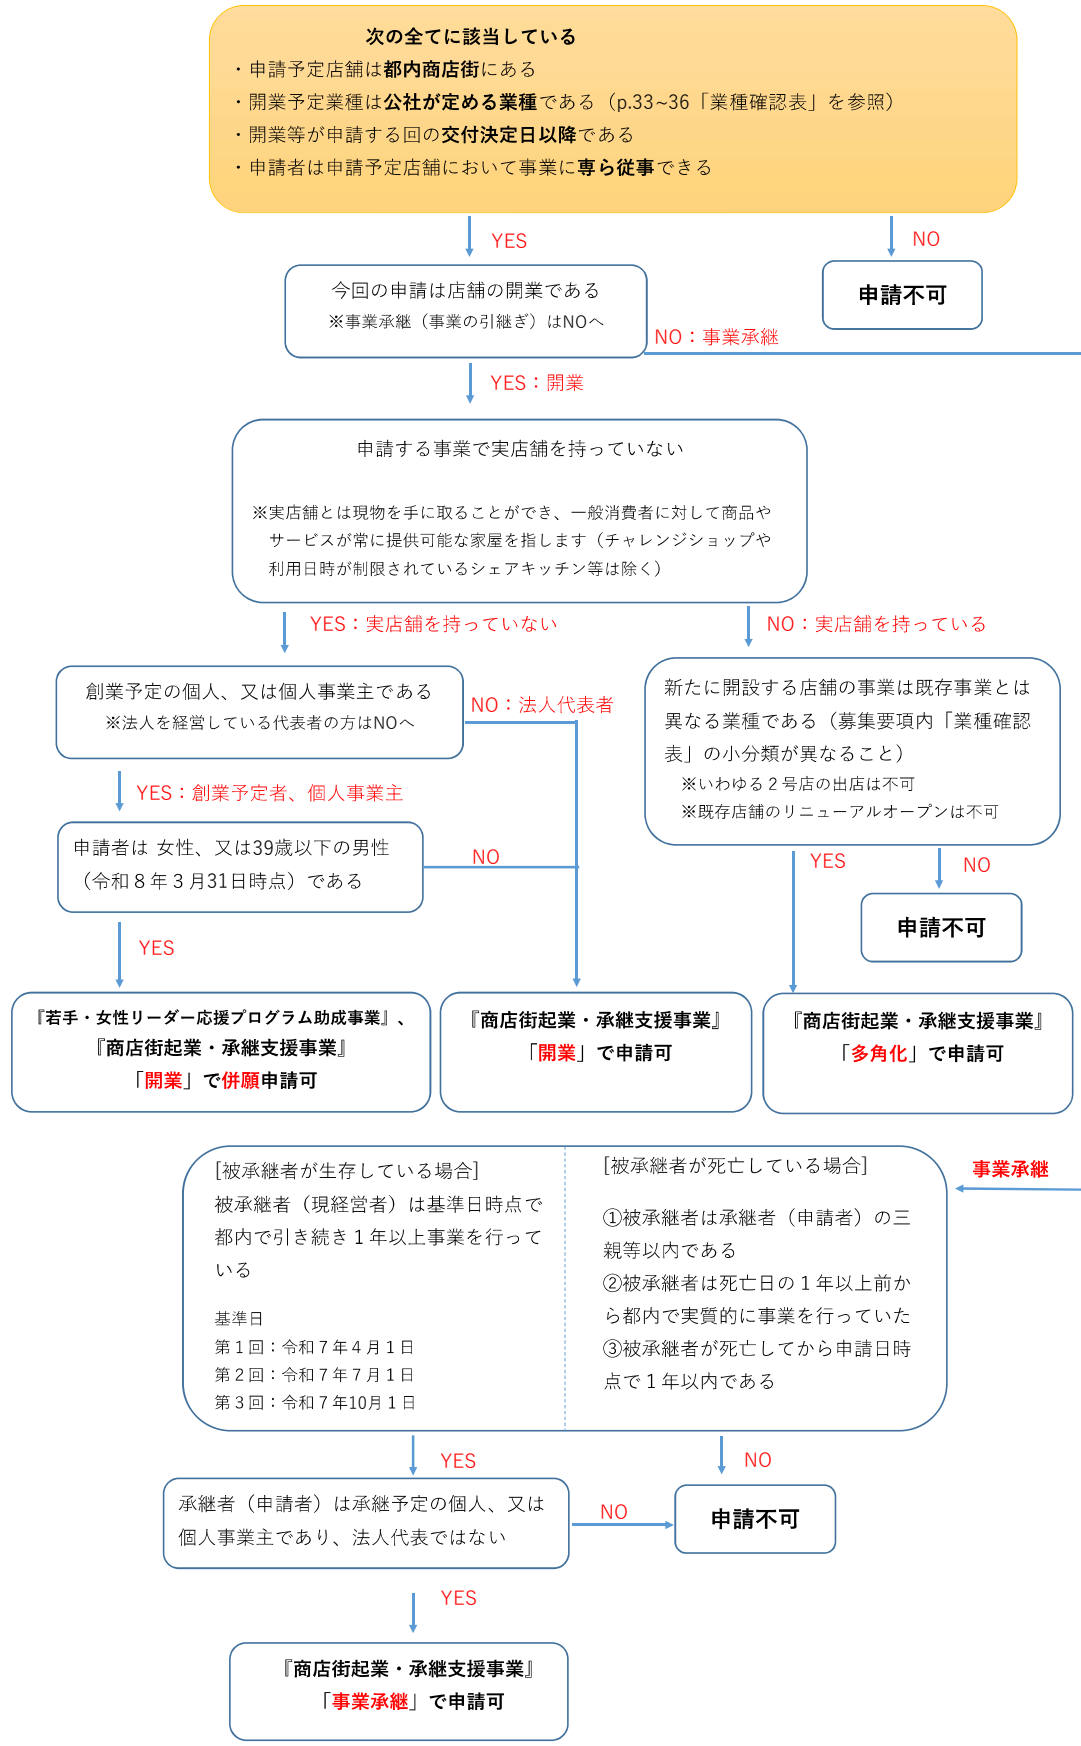 次の全てに該当している
・申請予定店舗は都内商店街にある
・開業予定業種は公社が定める業種である（p.33~36「業種確認表」を参照）
・開業等が申請する回の交付決定日以降である
・申請者は申請予定店舗において事業に専ら従事できる
YES
NO
申請不可
今回の申請は店舗の開業である
※事業承継（事業の引継ぎ）はNOへ
NO：事業承継
YES：開業
申請する事業で実店舗を持っていない
※実店舗とは現物を手に取ることができ、一般消費者に対して商品や
サービスが常に提供可能な家屋を指します（チャレンジショップや
利用日時が制限されているシェアキッチン等は除く）
YES：実店舗を持っていない
NO：実店舗を持っている
創業予定の個人、又は個人事業主である
※法人を経営している代表者の方はNOへ
NO：法人代表者
新たに開設する店舗の事業は既存事業とは
異なる業種である（募集要項内「業種確認
表」の小分類が異なること）
※いわゆる２号店の出店は不可
※既存店舗のリニューアルオープンは不可
YES：創業予定者、個人事業主
申請者は 女性、又は39歳以下の男性
（令和８年３月31日時点）である
NO
YES
NO
申請不可
YES
『若手・女性リーダー応援プログラム助成事業』、
『商店街起業・承継支援事業』
「開業」で併願申請可
『商店街起業・承継支援事業』
「開業」で申請可
『商店街起業・承継支援事業』
「多角化」で申請可
[被承継者が生存している場合]
被承継者（現経営者）は基準日時点で
都内で引き続き１年以上事業を行って
いる
基準日
第１回：令和７年４月１日
第２回：令和７年７月１日
第３回：令和７年10月１日
[被承継者が死亡している場合]
①被承継者は承継者（申請者）の三
親等以内である
②被承継者は死亡日の１年以上前か
ら都内で実質的に事業を行っていた
③被承継者が死亡してから申請日時
点で１年以内である
事業承継
YES
NO
承継者（申請者）は承継予定の個人、又は
個人事業主であり、法人代表ではない
NO
申請不可
YES
『商店街起業・承継支援事業』
「事業承継」で申請可